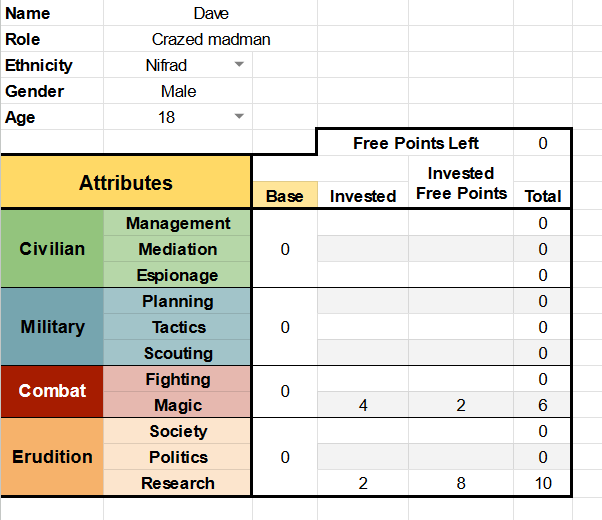 Name Dave
Role Crazed madman
Ethnicity Nifrad
Gender Male
Age 18
Free Points Left 0
Attributes Base Invested Invested Free Points Total
Civilian Management 0 0
Mediation 0
Espionage 0
Military Planning 0 0
Tactics 0
Scouting 0
Combat Fighting 0 0
Magic 4 2 6
Erudition Society 0 0
Politics 0
Research 2 8 10